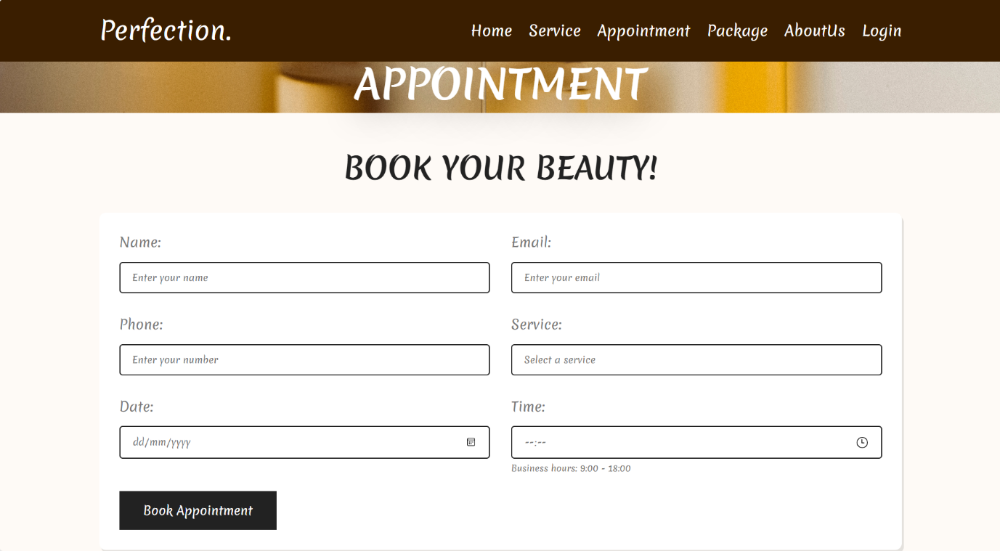 Perfection.
Home Service Appointment Package AboutUs Login
APPOINTMENT
BOOK YOUR BEAUTY!
Name: Email:
Enter your name Enter your email
Phone: Service:
Enter your number Select a service
Date: Time:
dd/mm/yyyy --:--
Business hours: 9:00 - 18:00
Book Appointment